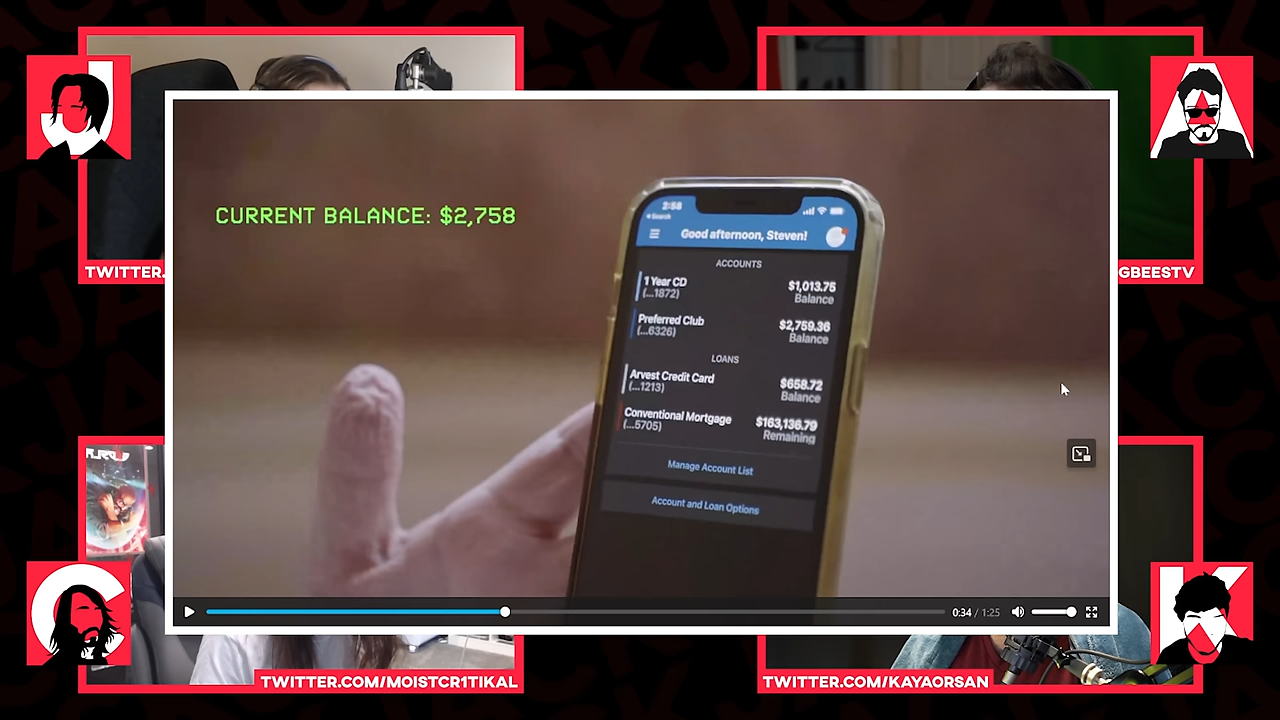 J
A
CURRENT BALANCE: $2,758
2:58
◂ Search
Good afternoon, Steven!
ACCOUNTS
1 Year CD
(...1872)
$1,013.75
Balance
Preferred Club
(...6326)
$2,759.36
Balance
LOANS
Arvest Credit Card
(...1213)
$658.72
Balance
Conventional Mortgage
(...5705)
$163,136.79
Remaining
Manage Account List
Account and Loan Options
TWITTER.
GBEESTV
0:34 / 1:25
C
K
TWITTER.COM/MOISTCR1TIKAL
TWITTER.COM/KAYAORSAN